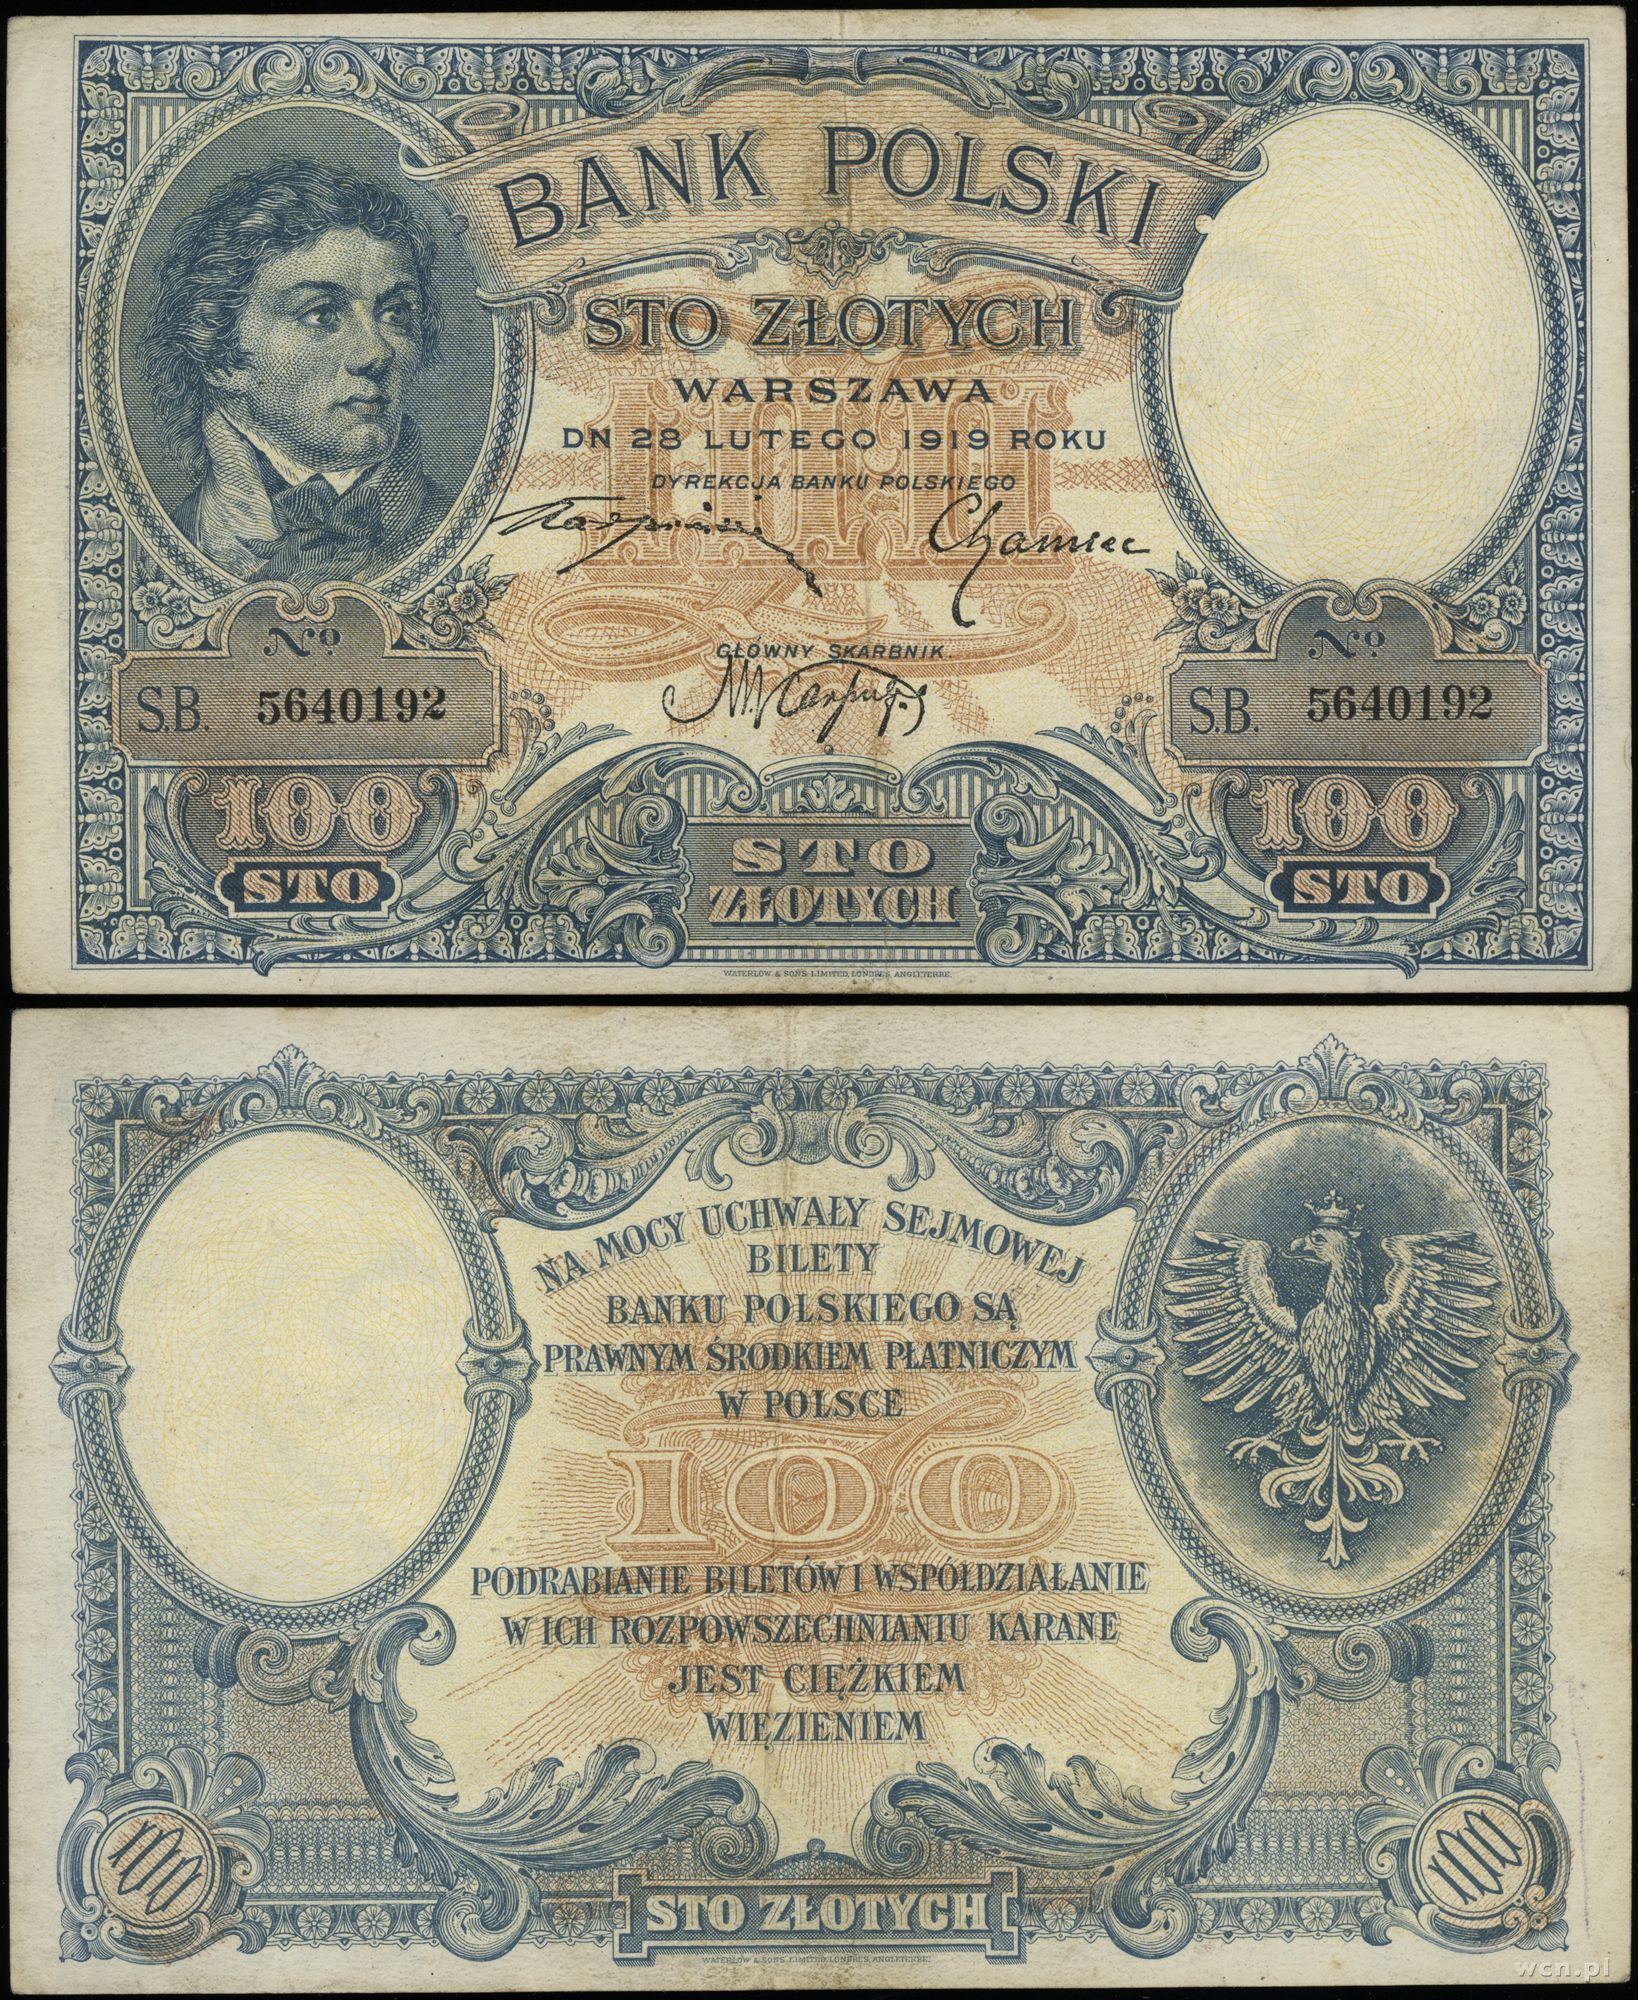 BANK POLSKI
STO ZŁOTYCH
WARSZAWA
DN 28 LUTEGO 1919 ROKU
DYREKCJA BANKU POLSKIEGO
GŁÓWNY SKARBNIK.
No.
S.B. 5640192
No.
S.B. 5640192
100
STO
STO
ZŁOTYCH
100
STO
WATERLOW & SONS LIMITED, LONDRES, ANGLETERRE.
NA MOCY UCHWAŁY SEJMOWEJ
BILETY
BANKU POLSKIEGO SĄ
PRAWNYM ŚRODKIEM PŁATNICZYM
W POLSCE
100
PODRABIANIE BILETÓW I WSPÓŁDZIAŁANIE
W ICH ROZPOWSZECHNIANIU KARANE
JEST CIĘŻKIEM
WIĘZIENIEM
100
100
STO ZŁOTYCH
WATERLOW & SONS, LIMITED, LONDRES, ANGLETERRE.
wcn.pl